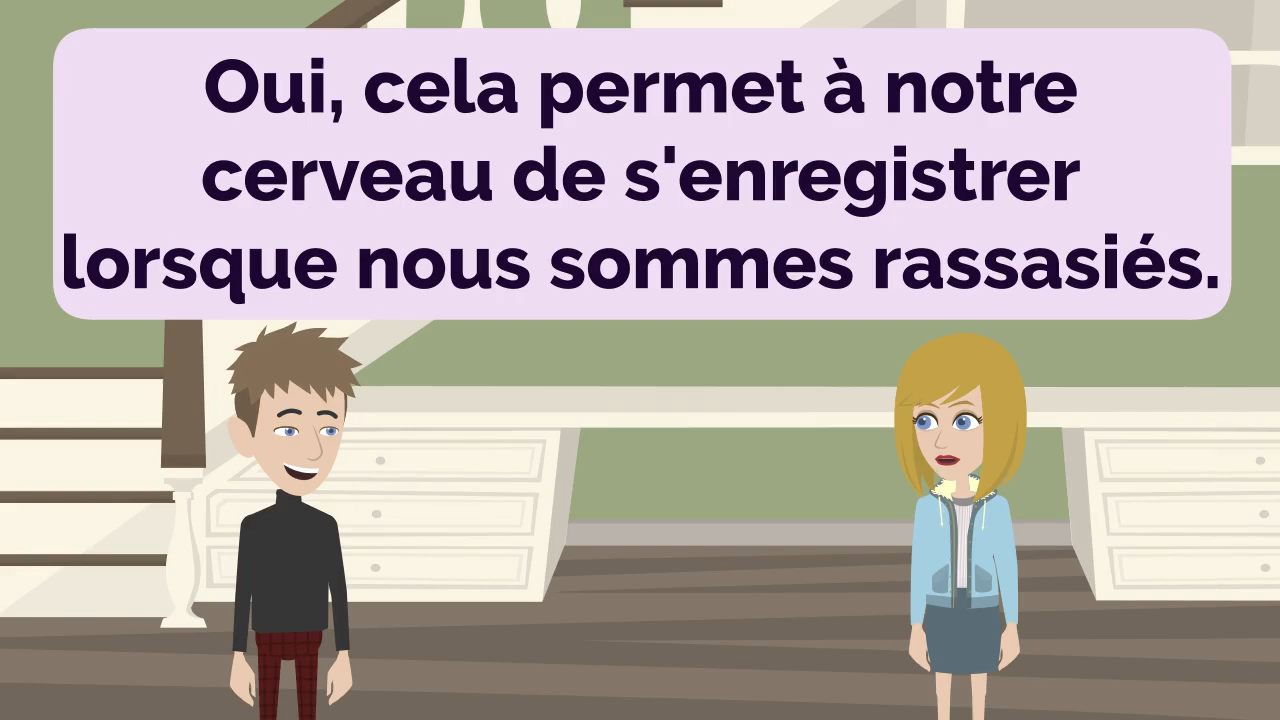 Oui, cela permet à notre
cerveau de s'enregistrer
lorsque nous sommes rassasiés.